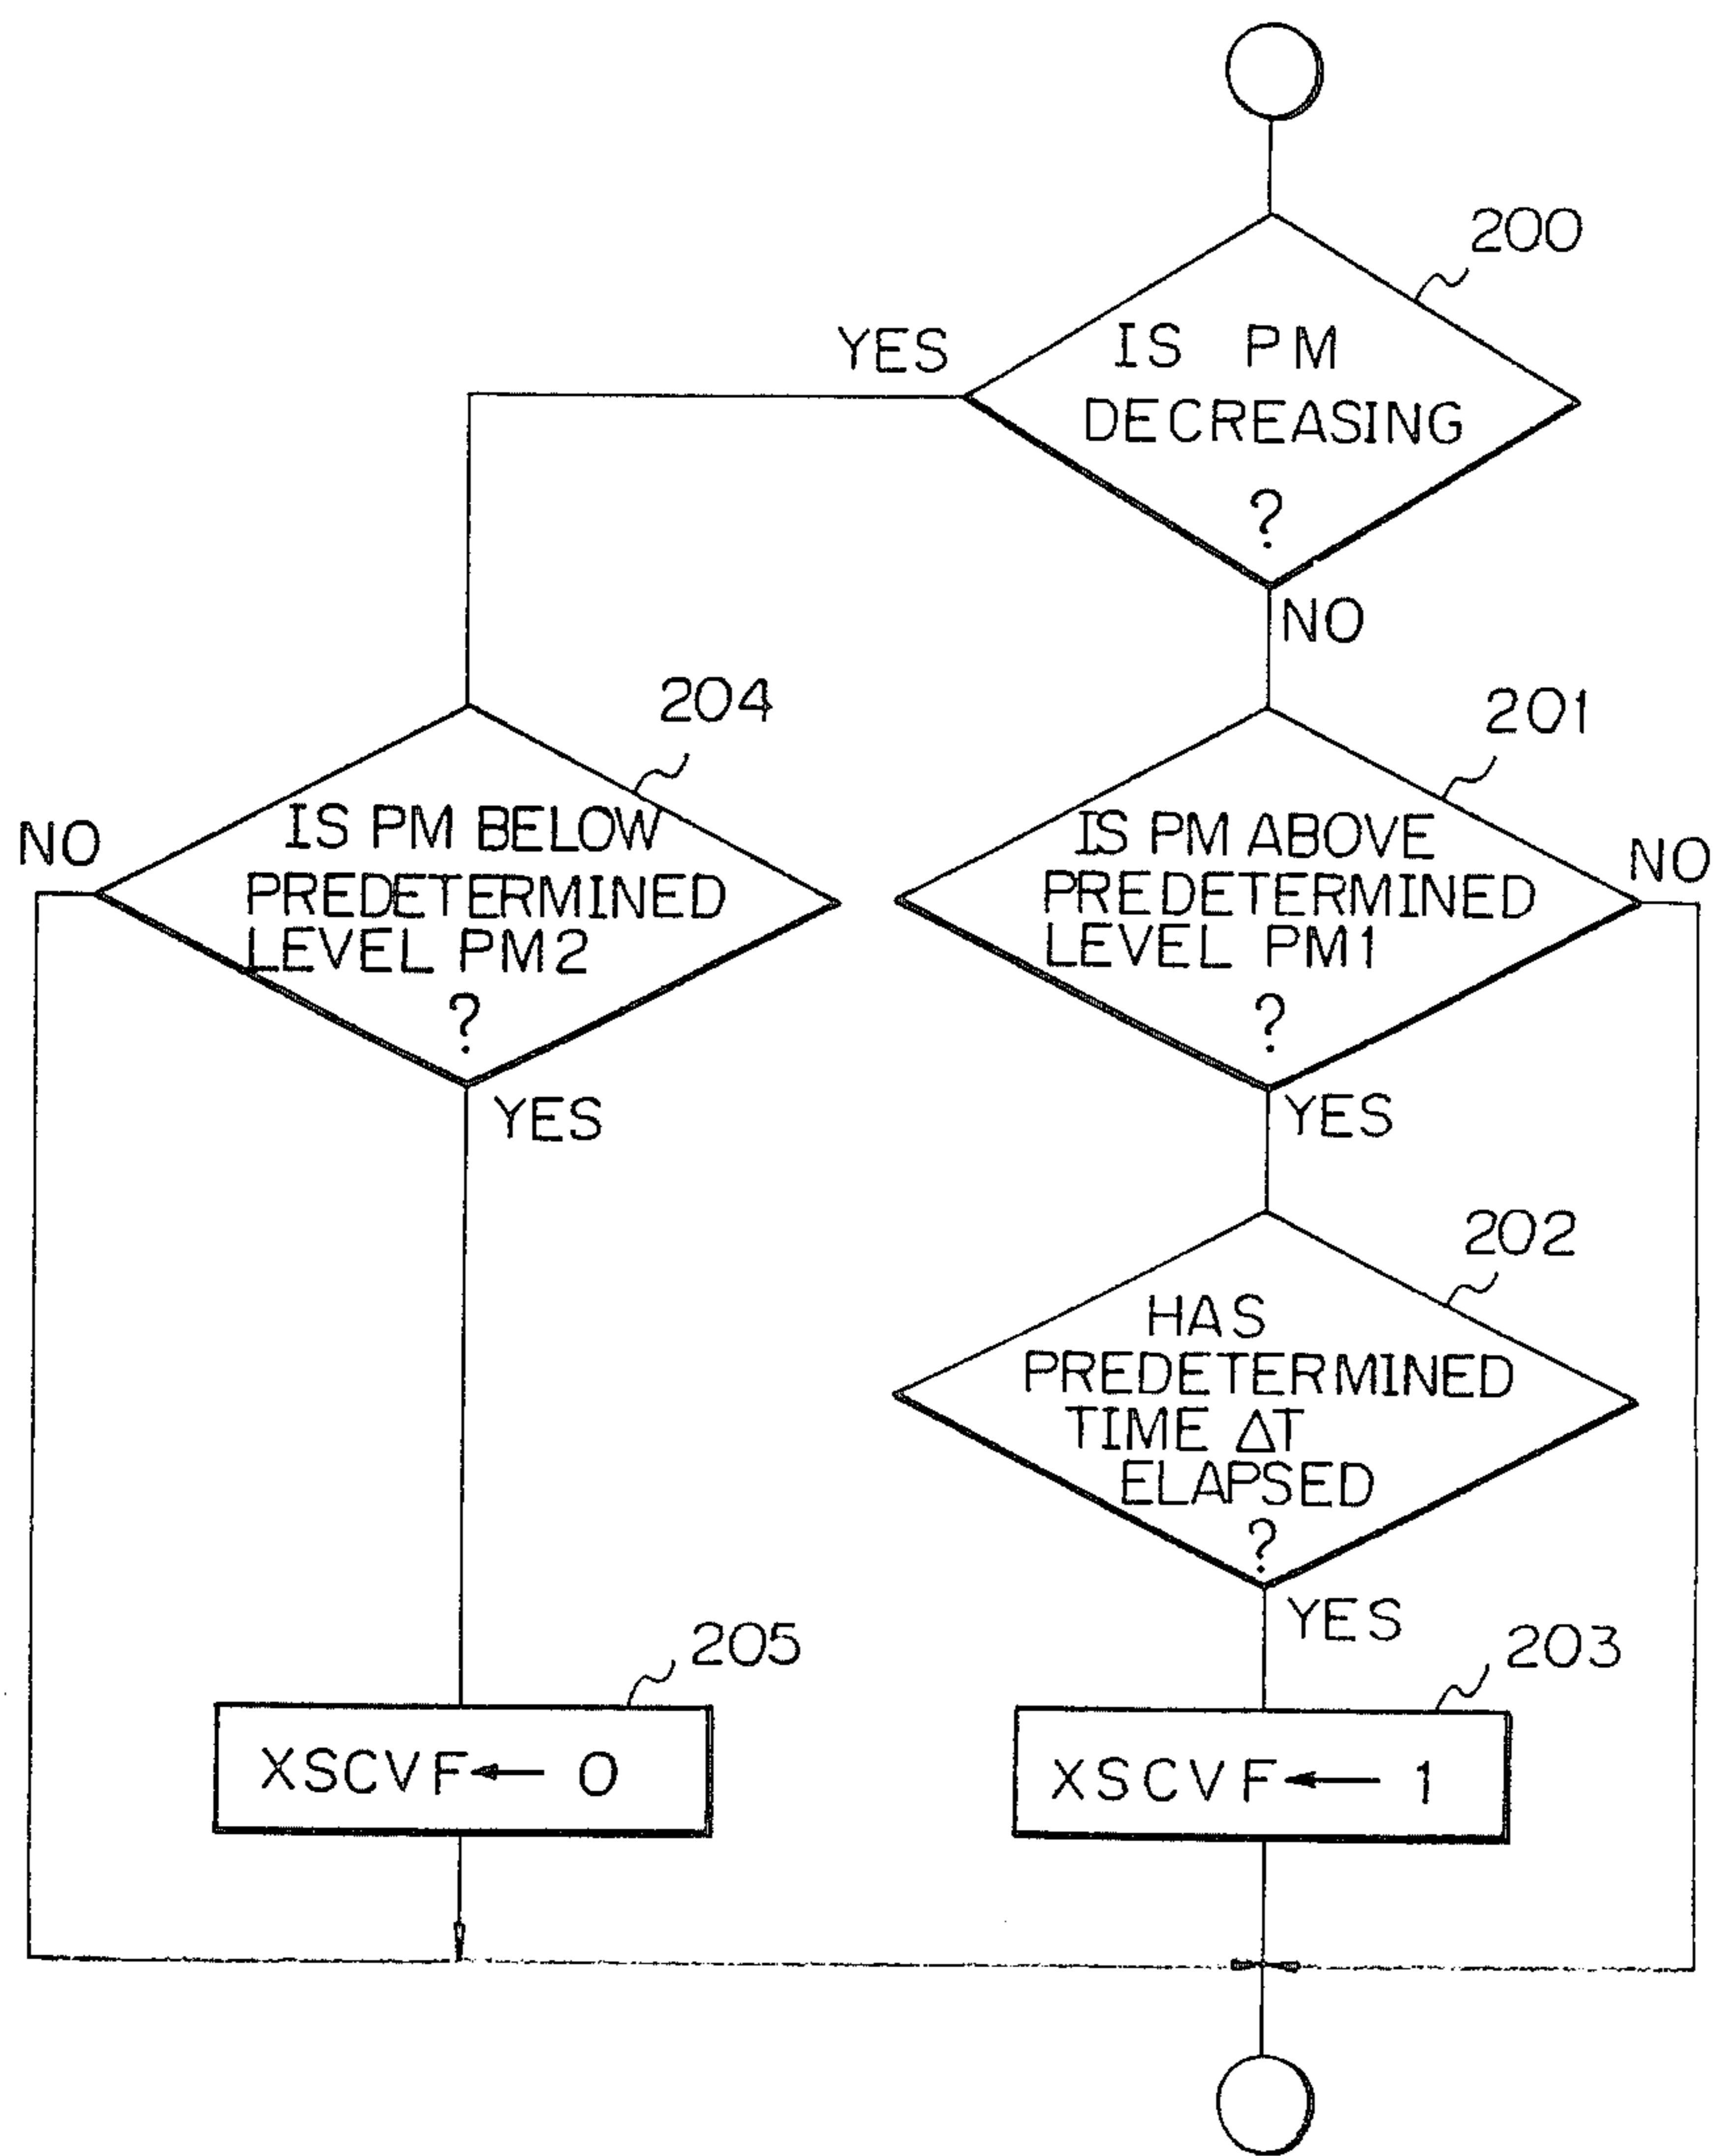 200
YES
IS PM
DECREASING
?
NO
204
201
NO
IS PM BELOW
PREDETERMINED
LEVEL PM2
?
YES
IS PM ABOVE
PREDETERMINED
LEVEL PM1
?
NO
YES
202
HAS
PREDETERMINED
TIME ΔT
ELAPSED
?
YES
205
203
XSCVF ← 0
XSCVF ← 1